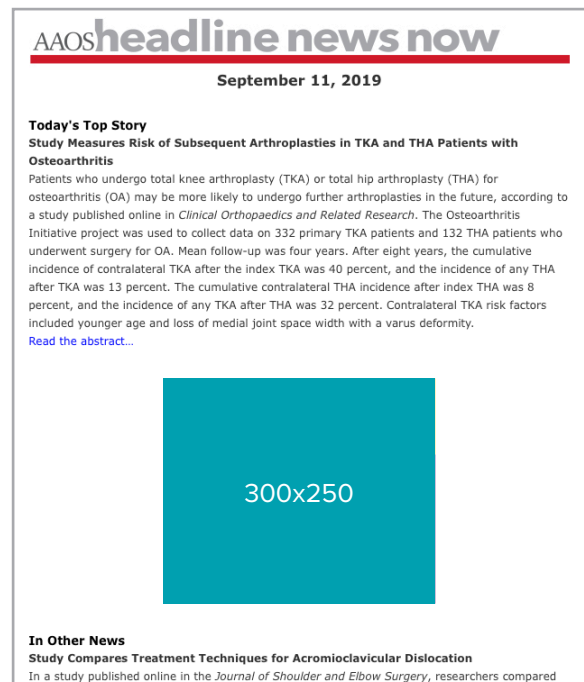 AAOS headline news now
September 11, 2019
Today's Top Story
Study Measures Risk of Subsequent Arthroplasties in TKA and THA Patients with
Osteoarthritis
Patients who undergo total knee arthroplasty (TKA) or total hip arthroplasty (THA) for
osteoarthritis (OA) may be more likely to undergo further arthroplasties in the future, according to
a study published online in Clinical Orthopaedics and Related Research. The Osteoarthritis
Initiative project was used to collect data on 332 primary TKA patients and 132 THA patients who
underwent surgery for OA. Mean follow-up was four years. After eight years, the cumulative
incidence of contralateral TKA after the index TKA was 40 percent, and the incidence of any THA
after TKA was 13 percent. The cumulative contralateral THA incidence after index THA was 8
percent, and the incidence of any TKA after THA was 32 percent. Contralateral TKA risk factors
included younger age and loss of medial joint space width with a varus deformity.
Read the abstract…
300x250
In Other News
Study Compares Treatment Techniques for Acromioclavicular Dislocation
In a study published online in the Journal of Shoulder and Elbow Surgery, researchers compared